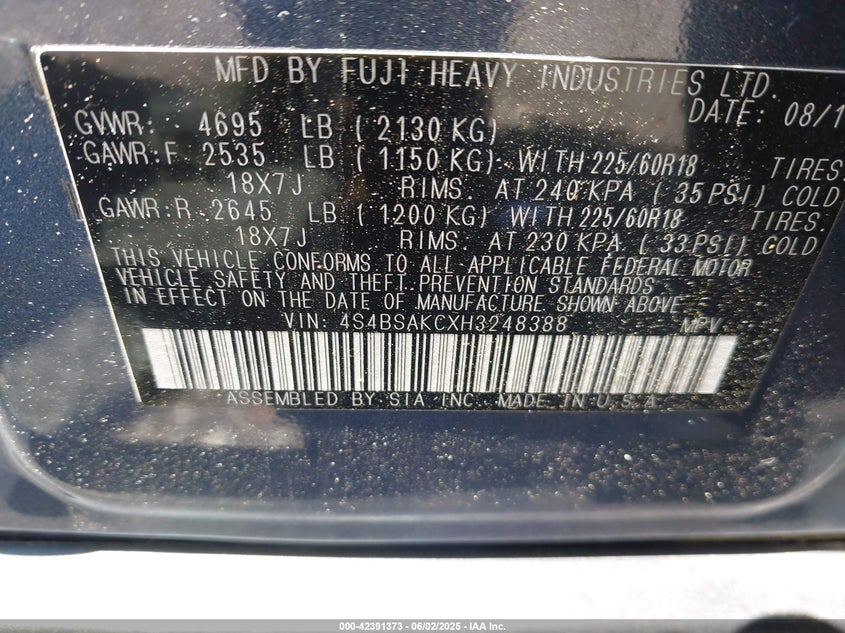 MFD BY FUJI HEAVY INDUSTRIES LTD.
DATE: 08/1
GVWR: 4695 LB ( 2130 KG)
GAWR:F 2535 LB ( 1150 KG) WITH 225/60R18 TIRES.
18X7J RIMS. AT 240 KPA ( 35 PSI) COLD
GAWR:R 2645 LB ( 1200 KG) WITH 225/60R18 TIRES.
18X7J RIMS. AT 230 KPA ( 33 PSI) COLD
THIS VEHICLE CONFORMS TO ALL APPLICABLE FEDERAL MOTOR
VEHICLE SAFETY AND THEFT PREVENTION STANDARDS
IN EFFECT ON THE DATE OF MANUFACTURE SHOWN ABOVE
VIN: 4S4BSAKCXH3248388 MPV
ASSEMBLED BY SIA INC. MADE IN U.S.A.
000-42391373 - 06/02/2025 - IAA Inc.